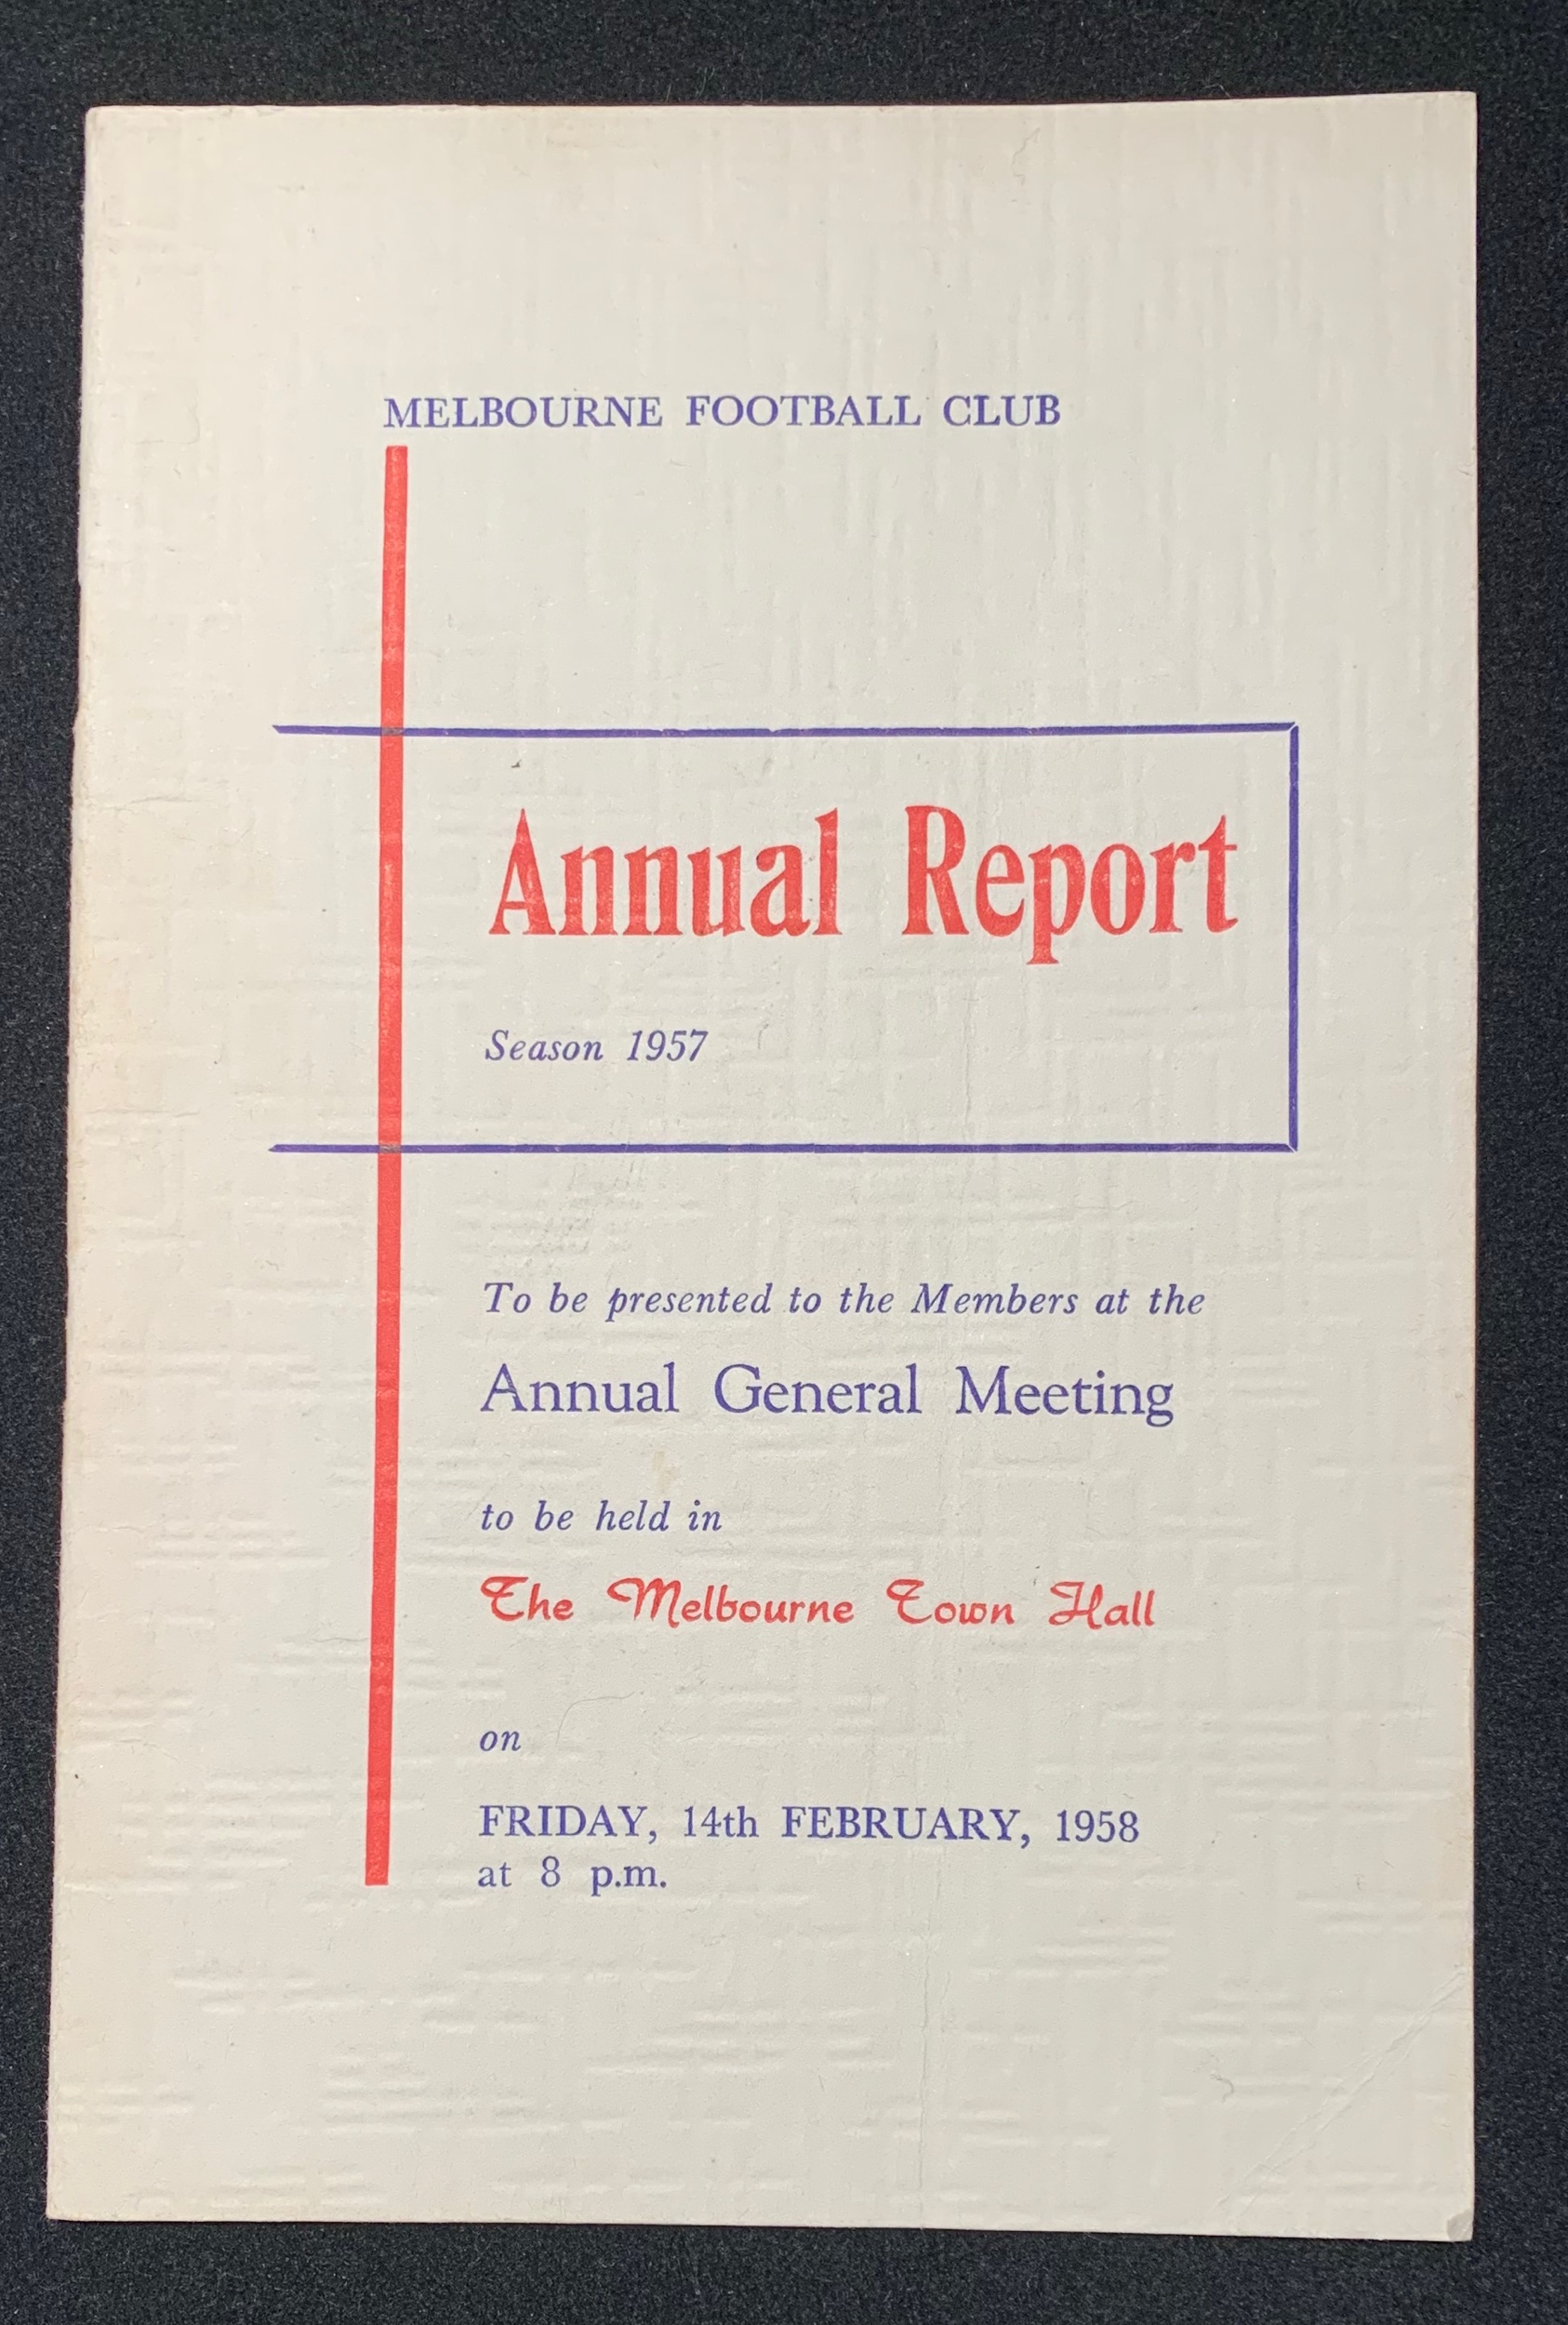 MELBOURNE FOOTBALL CLUB
Annual Report
Season 1957
To be presented to the Members at the
Annual General Meeting
to be held in
The Melbourne Town Hall
on
FRIDAY, 14th FEBRUARY, 1958
at 8 p.m.